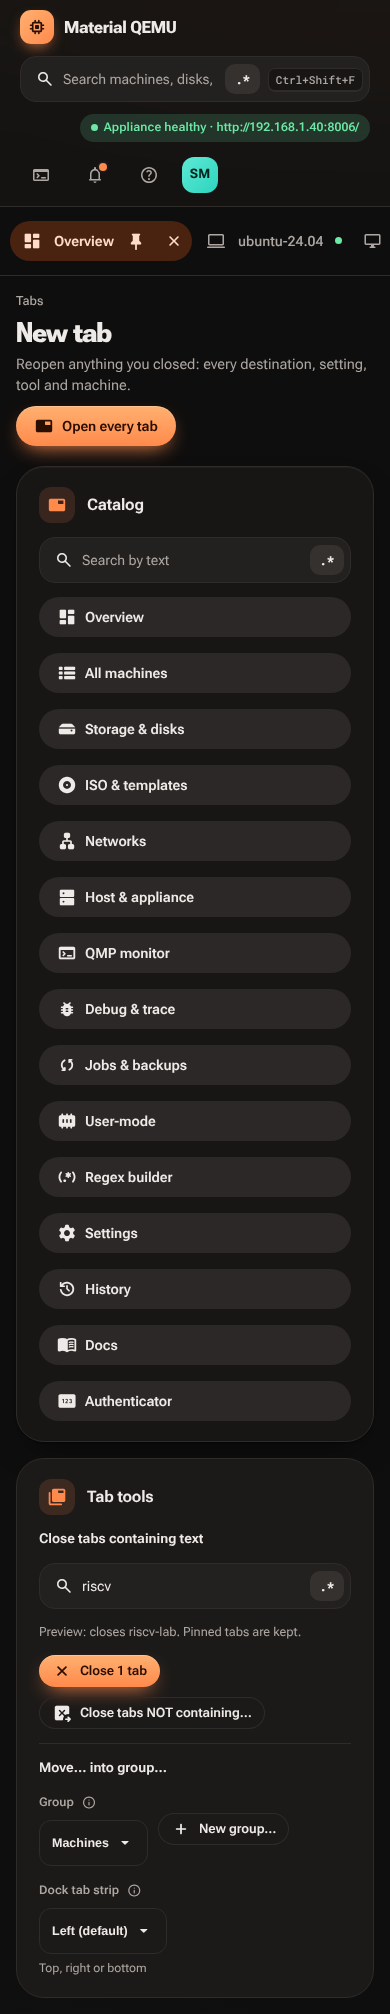 Material QEMU
Search machines, disks, .* Ctrl+Shift+F
Appliance healthy · http://192.168.1.40:8006/
SM
Overview ubuntu-24.04
Tabs
New tab
Reopen anything you closed: every destination, setting,
tool and machine.
Open every tab
Catalog
Search by text .*
Overview
All machines
Storage & disks
ISO & templates
Networks
Host & appliance
QMP monitor
Debug & trace
Jobs & backups
User-mode
Regex builder
Settings
History
Docs
Authenticator
Tab tools
Close tabs containing text
riscv .*
Preview: closes riscv-lab. Pinned tabs are kept.
Close 1 tab
Close tabs NOT containing...
Move... into group...
Group
Machines
New group...
Dock tab strip
Left (default)
Top, right or bottom